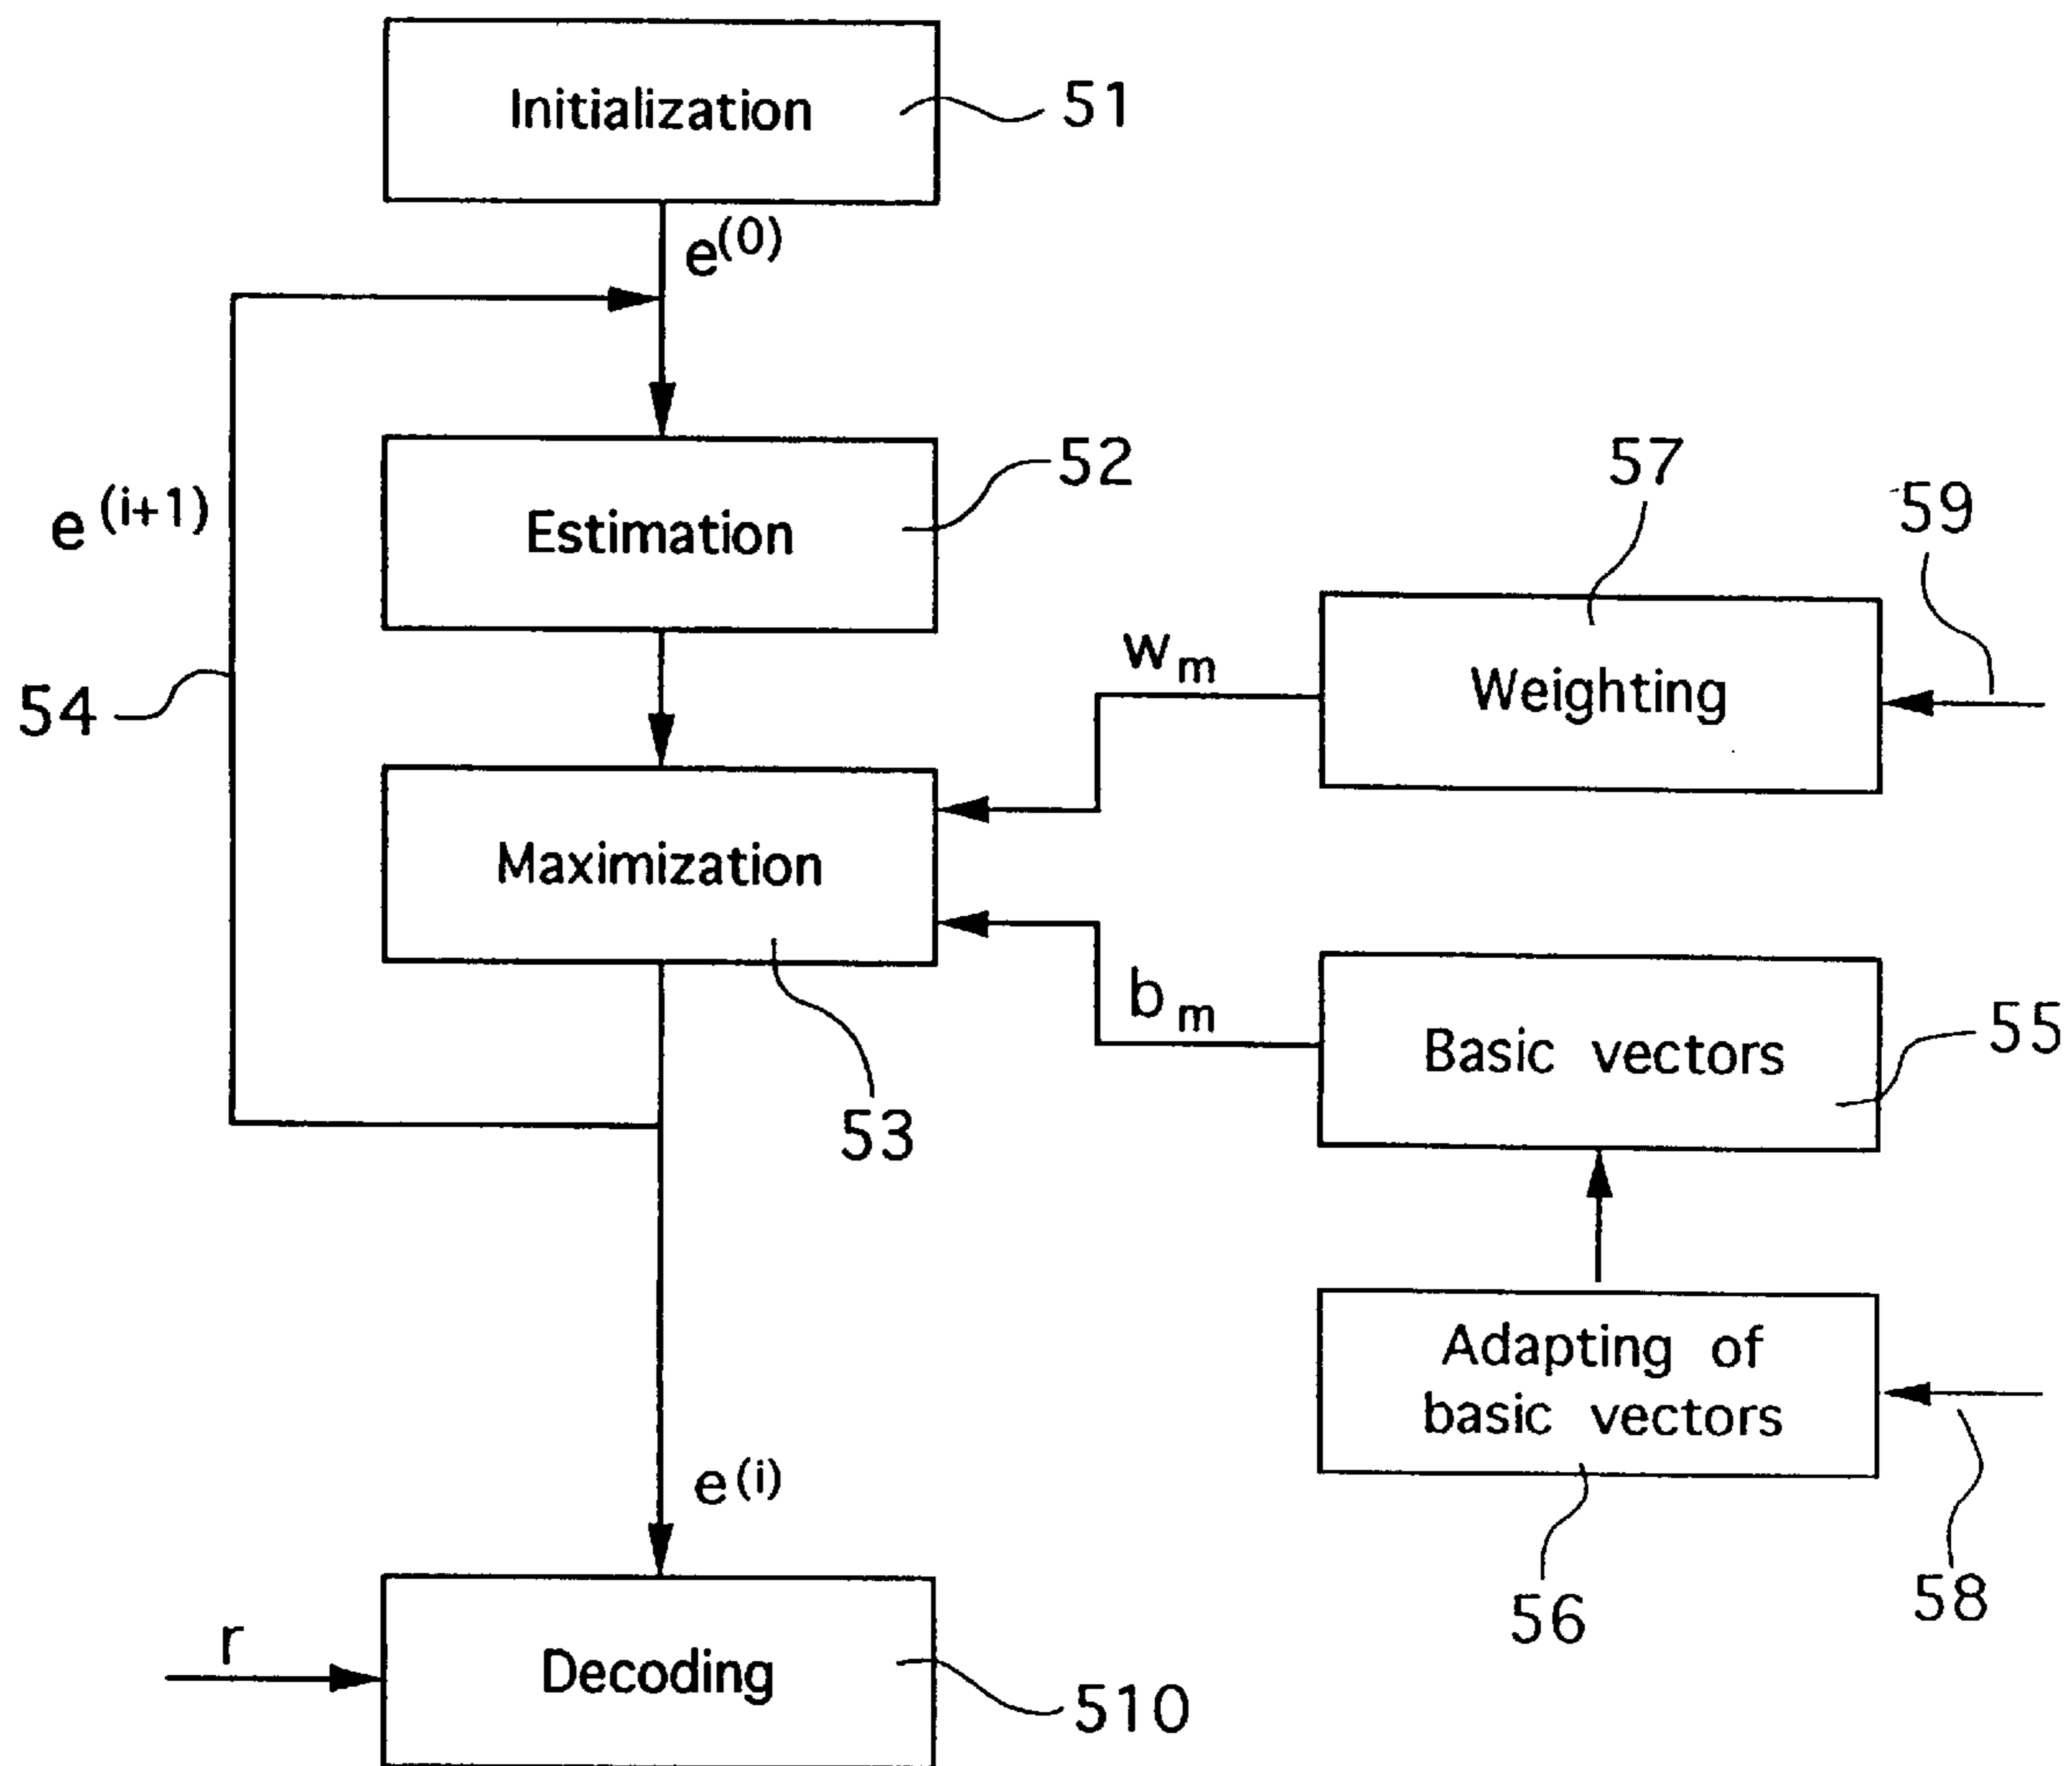 Initialization
51
e(0)
e(i+1)
Estimation
52
57
59
54
wm
Weighting
Maximization
53
bm
Basic vectors
55
Adapting of
basic vectors
56
58
e(i)
r
Decoding
510